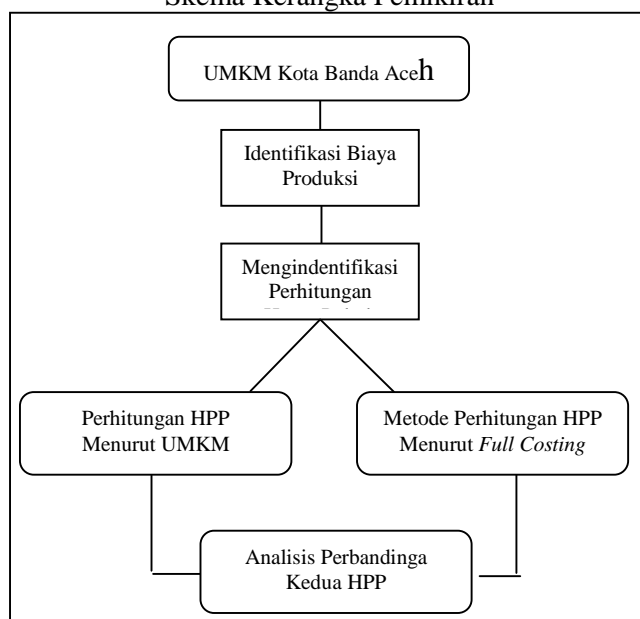 Skema Kerangka Pemikiran
UMKM Kota Banda Aceh
Identifikasi Biaya
Produksi
Mengindentifikasi
Perhitungan
Perhitungan HPP
Menurut UMKM
Metode Perhitungan HPP
Menurut Full Costing
Analisis Perbandinga
Kedua HPP